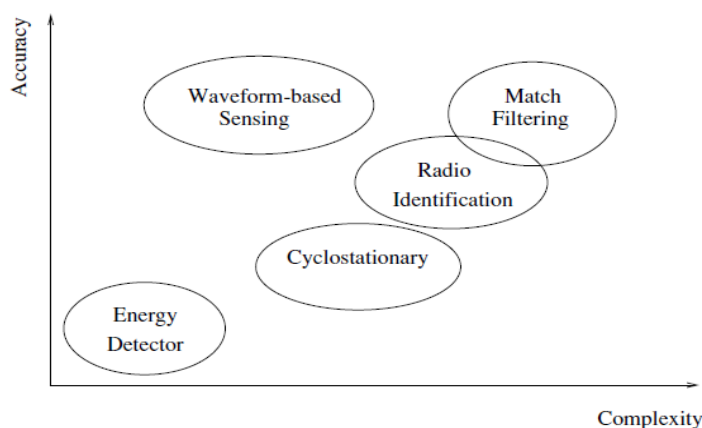 Accuracy
Waveform-based
Sensing
Match
Filtering
Radio
Identification
Cyclostationary
Energy
Detector
Complexity